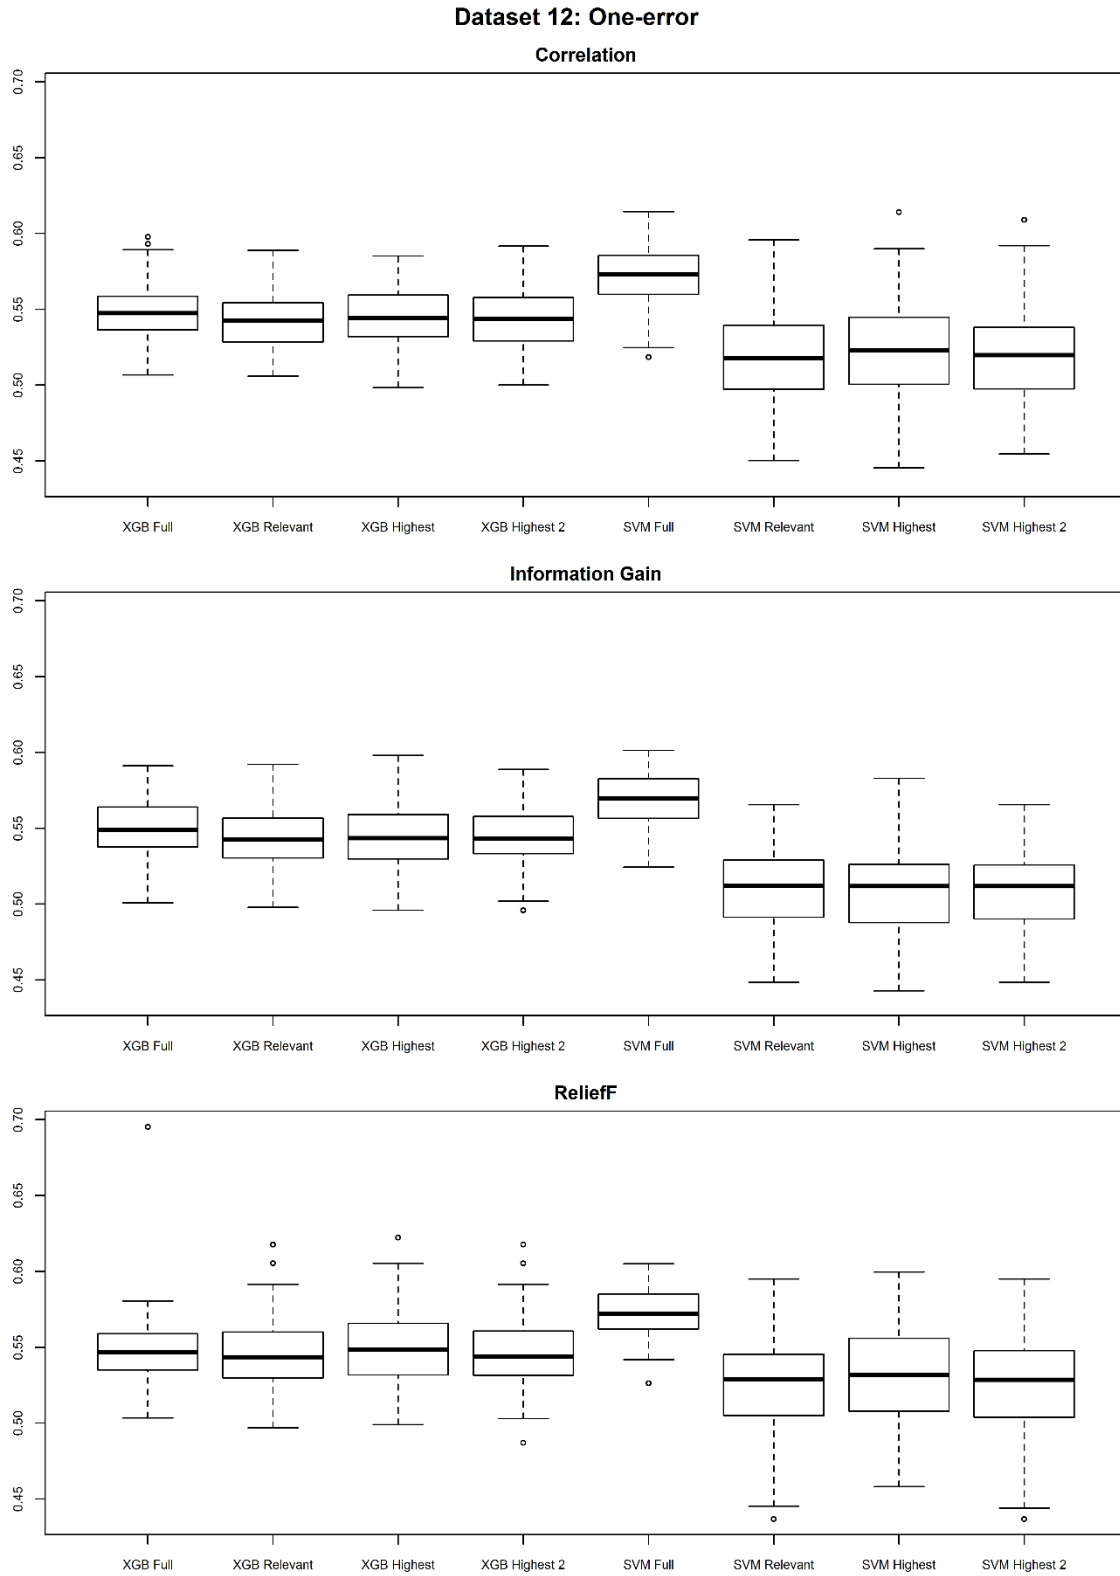 Dataset 12: One-error
Correlation
0.70
0.65
0.60
0.55
0.50
0.45
XGB Full XGB Relevant XGB Highest XGB Highest 2 SVM Full SVM Relevant SVM Highest SVM Highest 2
Information Gain
0.70
0.65
0.60
0.55
0.50
0.45
XGB Full XGB Relevant XGB Highest XGB Highest 2 SVM Full SVM Relevant SVM Highest SVM Highest 2
ReliefF
0.70
0.65
0.60
0.55
0.50
0.45
XGB Full XGB Relevant XGB Highest XGB Highest 2 SVM Full SVM Relevant SVM Highest SVM Highest 2